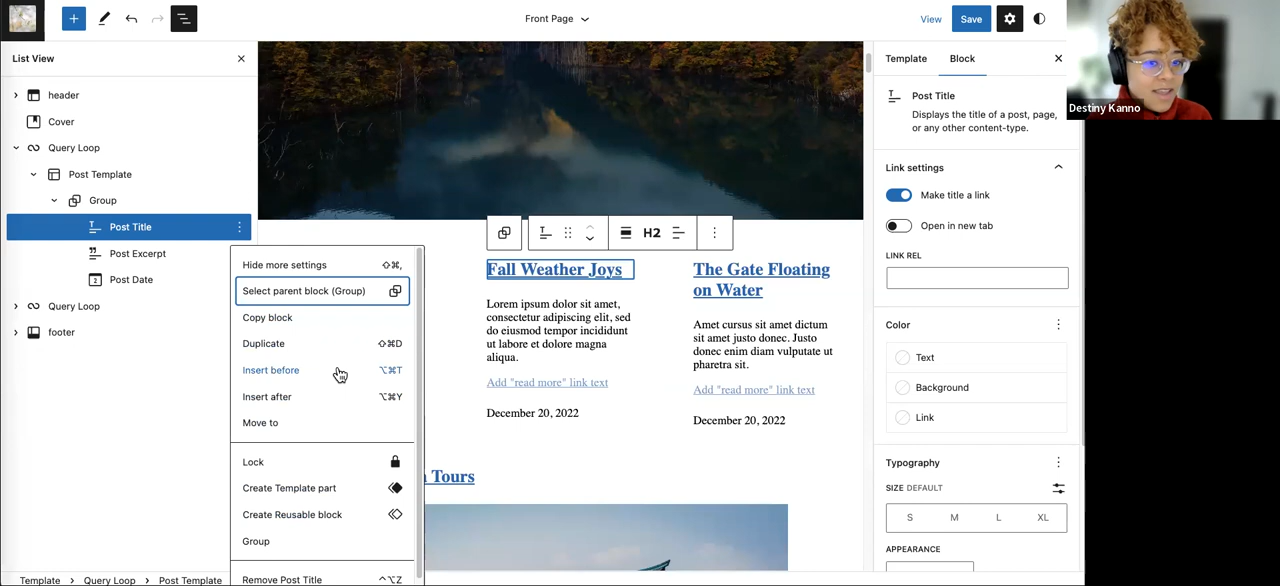 Front Page
View
Save
List View
header
Cover
Query Loop
Post Template
Group
Post Title
Post Excerpt
Post Date
Query Loop
footer
Hide more settings ⇧⌘,
Select parent block (Group)
Copy block
Duplicate ⇧⌘D
Insert before ⌥⌘T
Insert after ⌥⌘Y
Move to
Lock
Create Template part
Create Reusable block
Group
Remove Post Title ^⌥Z
Template > Query Loop > Post Template
H2
Fall Weather Joys
Lorem ipsum dolor sit amet,
consectetur adipiscing elit, sed
do eiusmod tempor incididunt
ut labore et dolore magna
aliqua.
Add "read more" link text
December 20, 2022
The Gate Floating
on Water
Amet cursus sit amet dictum
sit amet justo donec. Justo
donec enim diam vulputate ut
pharetra sit.
Add "read more" link text
December 20, 2022
Tours
Template
Block
Post Title
Displays the title of a post, page,
or any other content-type.
Link settings
Make title a link
Open in new tab
LINK REL
Color
Text
Background
Link
Typography
SIZE DEFAULT
S M L XL
APPEARANCE
Destiny Kanno